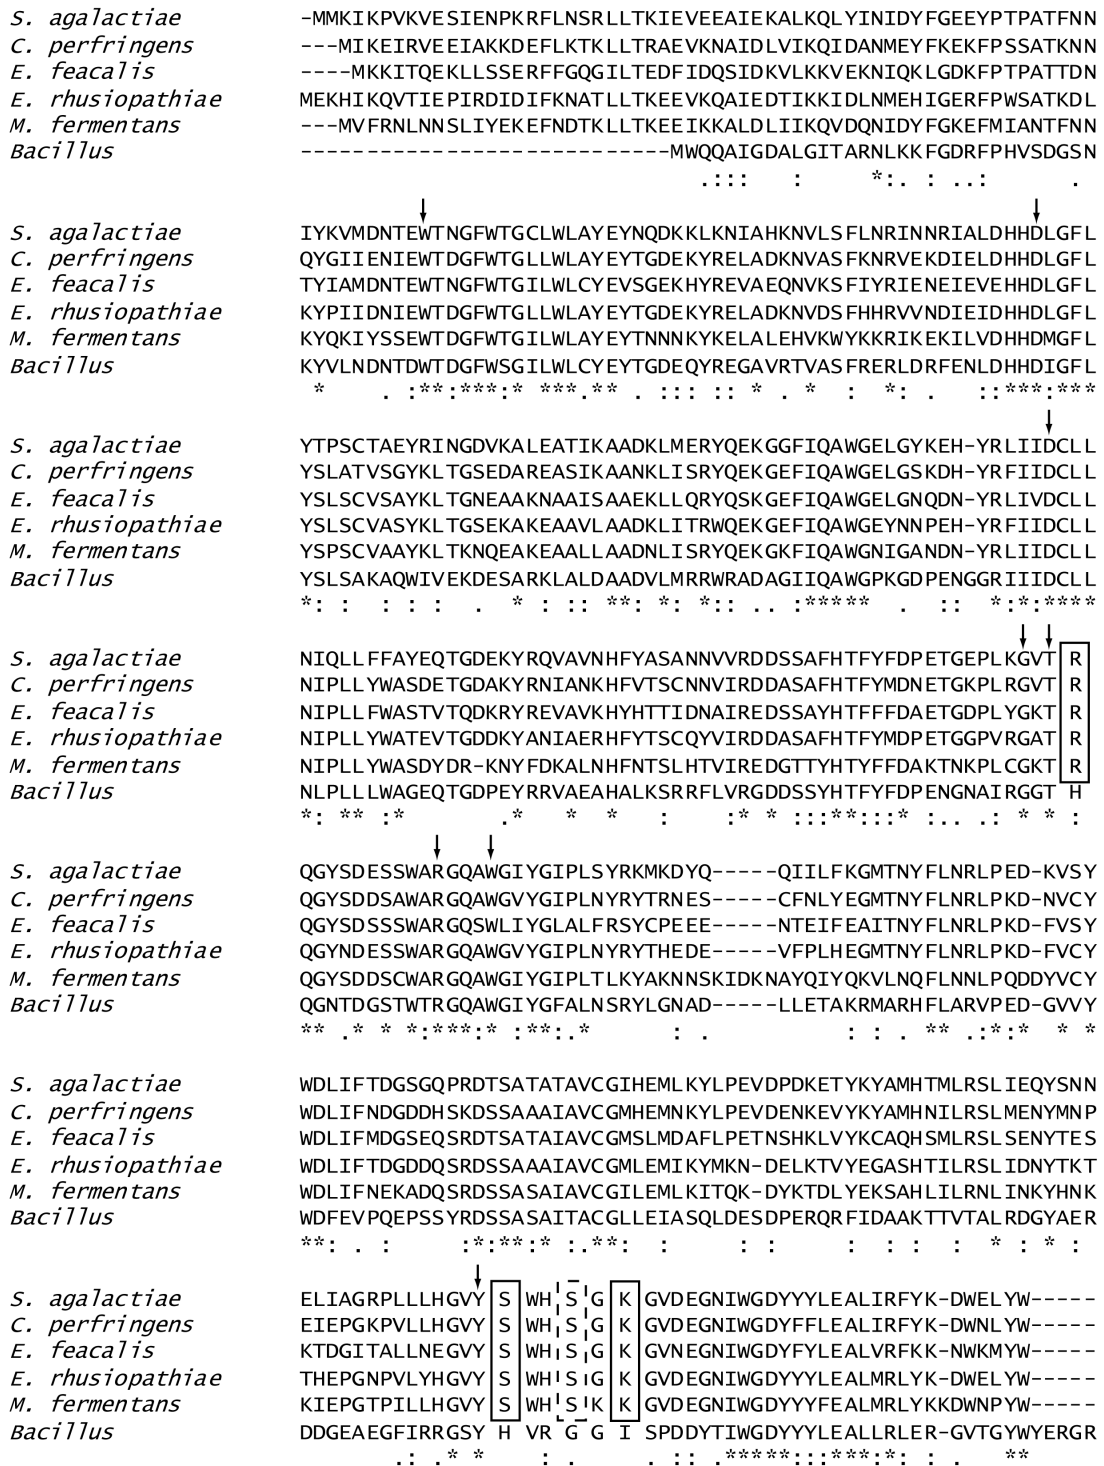 S. agalactiae -MMKIKPVKVESIENPKRFLNSRLLTKIEVEEAIEKALKQLYINIDYFGEEYPTPATFNN
C. perfringens ---MIKEIRVEEIAKKDEFLKTKLLTRAEVKNAIDLVIKQIDANMEYFKEKFPSSATKNN
E. feacalis ----MKKITQEKLLSSERFFGQGILTEDFIDQSIDKVLKKVEKNIQKLGDKFPTPATTDN
E. rhusiopathiae MEKHIKQVTIEPIRDIDIFKNATLLTKEEVKQAIEDTIKKIDLNMEHIGERFPWSATKDL
M. fermentans ---MVFRNLNNSLIYEKEFNDTKLLTKEEIKKALDLIIKQVDQNIDYFGKEFMIANTFNN
Bacillus ----------------------------MWQQAIGDALGITARNLKKFGDRFPHVSDGSN
.::: : *:. : ..: .
S. agalactiae IYKVMDNTEWTNGFWTGCLWLAYEYNQDKKLKNIAHKNVLSFLNRINNRIALDHHDLGFL
C. perfringens QYGIIENIEWTDGFWTGLLWLAYEYTGDEKYRELADKNVASFKNRVEKDIELDHHDLGFL
E. feacalis TYIAMDNTEWTNGFWTGILWLCYEVSGEKHYREVAEQNVKSFIYRIENEIEVEHHDLGFL
E. rhusiopathiae KYPIIDNIEWTDGFWTGLLWLAYEYTGDEKYKELADKNVDSFHHRVVNDIEIDHHDLGFL
M. fermentans KYQKIYSSEWTDGFWTGILWLAYEYTNNNKYKELALEHVKWYKKRIKEKILVDHHDMGFL
Bacillus KYVLNDNTDWTDGFWSGILWLCYEYTGDEQYREGAVRTVASFRERLDRFENLDHHDIGFL
* . :**:***:* ***.** . ::: :: * . * : *: . ::***:***
S. agalactiae YTPSCTAEYRINGDVKALEATIKAADKLMERYQEKGGFIQAWGELGYKEH-YRLIIDCLL
C. perfringens YSLATVSGYKLTGSEDAREASIKAANKLISRYQEKGEFIQAWGELGSKDH-YRFIIDCLL
E. feacalis YSLSCVSAYKLTGNEAAKNAAISAAEKLLQRYQSKGEFIQAWGELGNQDN-YRLIVDCLL
E. rhusiopathiae YSLSCVASYKLTGSEKAKEAAVLAADKLITRWQEKGEFIQAWGEYNNPEH-YRFIIDCLL
M. fermentans YSPSCVAAYKLTKNQEAKEAALLAADNLISRYQEKGKFIQAWGNIGANDN-YRLIIDCLL
Bacillus YSLSAKAQWIVEKDESARKLALDAADVLMRRWRADAGIIQAWGPKGDPENGGRIIIDCLL
*: : : : : . * : :: **: *: *:: .. :***** . :: *:*:****
S. agalactiae NIQLLFFAYEQTGDEKYRQVAVNHFYASANNVVRDDSSAFHTFYFDPETGEPLKGVT R
C. perfringens NIPLLYWASDETGDAKYRNIANKHFVTSCNNVIRDDASAFHTFYMDNETGKPLRGVT R
E. feacalis NIPLLFWASTVTQDKRYREVAVKHYHTTIDNAIREDSSAYHTFFFDAETGDPLYGKT R
E. rhusiopathiae NIPLLYWATEVTGDDKYANIAERHFYTSCQYVIRDDASAFHTFYMDPETGGPVRGAT R
M. fermentans NIPLLYWASDYDR-KNYFDKALNHFNTSLHTVIREDGTTYHTYFFDAKTNKPLCGKT R
Bacillus NLPLLLWAGEQTGDPEYRRVAEAHALKSRRFLVRGDDSSYHTFYFDPENGNAIRGGT H
*: ** :* .* * * : :* * :::**:::* :.. .: * * :
S. agalactiae QGYSDESSWARGQAWGIYGIPLSYRKMKDYQ-----QIILFKGMTNYFLNRLPED-KVSY
C. perfringens QGYSDDSAWARGQAWGVYGIPLNYRYTRNES-----CFNLYEGMTNYFLNRLPKD-NVCY
E. feacalis QGYSDSSSWARGQSWLIYGLALFRSYCPEEE-----NTEIFEAITNYFLNRLPKD-FVSY
E. rhusiopathiae QGYNDESSWARGQAWGVYGIPLNYRYTHEDE-----VFPLHEGMTNYFLNRLPKD-FVCY
M. fermentans QGYSDDSCWARGQAWGIYGIPLTLKYAKNNSKIDKNAYQIYQKVLNQFLNNLPQDDYVCY
Bacillus QGNTDGSTWTRGQAWGIYGFALNSRYLGNAD-----LLETAKRMARHFLARVPED-GVVY
** .* * *:***:* :**:.* : . : : . ** .:*:* * *
S. agalactiae WDLIFTDGSGQPRDTSATATAVCGIHEMLKYLPEVDPDKETYKYAMHTMLRSLIEQYSNN
C. perfringens WDLIFNDGDDHSKDSSAAAIAVCGMHEMNKYLPEVDENKEVYKYAMHNILRSLMENYMNP
E. feacalis WDLIFMDGSEQSRDTSATAIAVCGMSLMDAFLPETNSHKLVYKCAQHSMLRSLSENYTES
E. rhusiopathiae WDLIFTDGDDQSRDSSAAAIAVCGMLEMIKYMKN-DELKTVYEGASHTILRSLIDNYTKT
M. fermentans WDLIFNEKADQSRDSSASAIAVCGILEMLKITQK-DYKTDLYEKSAHLILRNLINKYHNK
Bacillus WDFEVPQEPSSYRDSSASAITACGLLEIASQLDESDPERQRFIDAAKTTVTALRDGYAER
**: . : :*:**:* :.**: : : : : : : : * : * :
S. agalactiae ELIAGRPLLLHGVY S WH S G K GVDEGNIWGDYYYLEALIRFYK-DWELYW-----
C. perfringens EIEPGKPVLLHGVY S WH S G K GVDEGNIWGDYFFLEALIRFYK-DWNLYW-----
E. feacalis KTDGITALLNEGVY S WH S G K GVNEGNIWGDYYYLEALVRFKK-NWKMYW-----
E. rhusiopathiae THEPGNPVLYHGVY S WH S G K GVDEGNIWGDYYYLEALMRLYK-DWELYW-----
M. fermentans KIEPGTPILLHGVY S WH S K K GVDEGNIWGDYYYFEALMRLYKKDWNPYW-----
Bacillus DDGEAEGFIRRGSY H VR G G I SPDDYTIWGDYYYLEALLRLER-GVTGYWYERGR
.: .* * : . . :: :*****:::***:*: : **